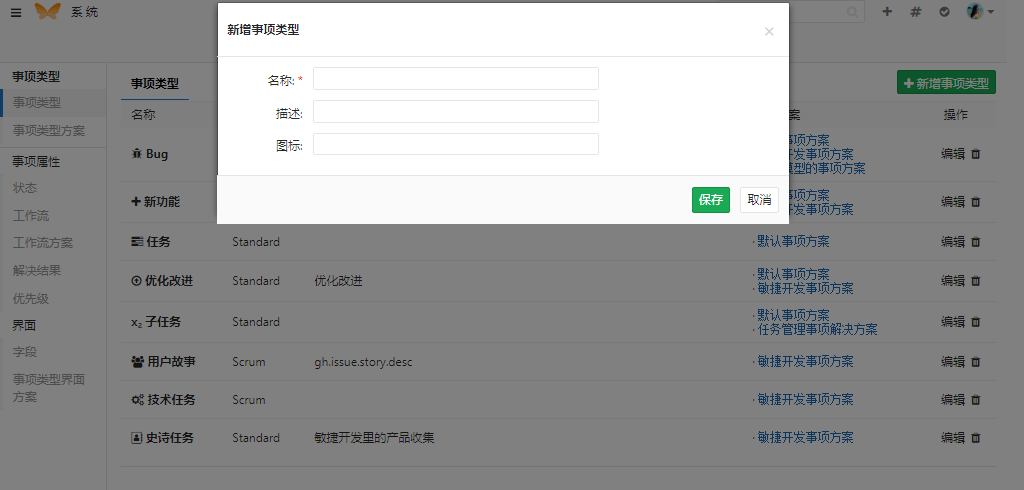 系统
新增事项类型
×
名称: *
描述:
图标:
保存
取消
事项类型
事项类型
事项类型方案
事项属性
状态
工作流
工作流方案
解决结果
优先级
界面
字段
事项类型界面
方案
事项类型
新增事项类型
名称
案
操作
Bug
事项方案
发事项方案
型的事项方案
编辑
新功能
事项方案
发事项方案
编辑
任务
Standard
· 默认事项方案
编辑
优化改进
Standard
优化改进
· 默认事项方案
· 敏捷开发事项方案
编辑
x₂ 子任务
Standard
· 默认事项方案
· 任务管理事项解决方案
编辑
用户故事
Scrum
gh.issue.story.desc
· 敏捷开发事项方案
编辑
技术任务
Scrum
· 敏捷开发事项方案
编辑
史诗任务
Standard
敏捷开发里的产品收集
· 敏捷开发事项方案
编辑